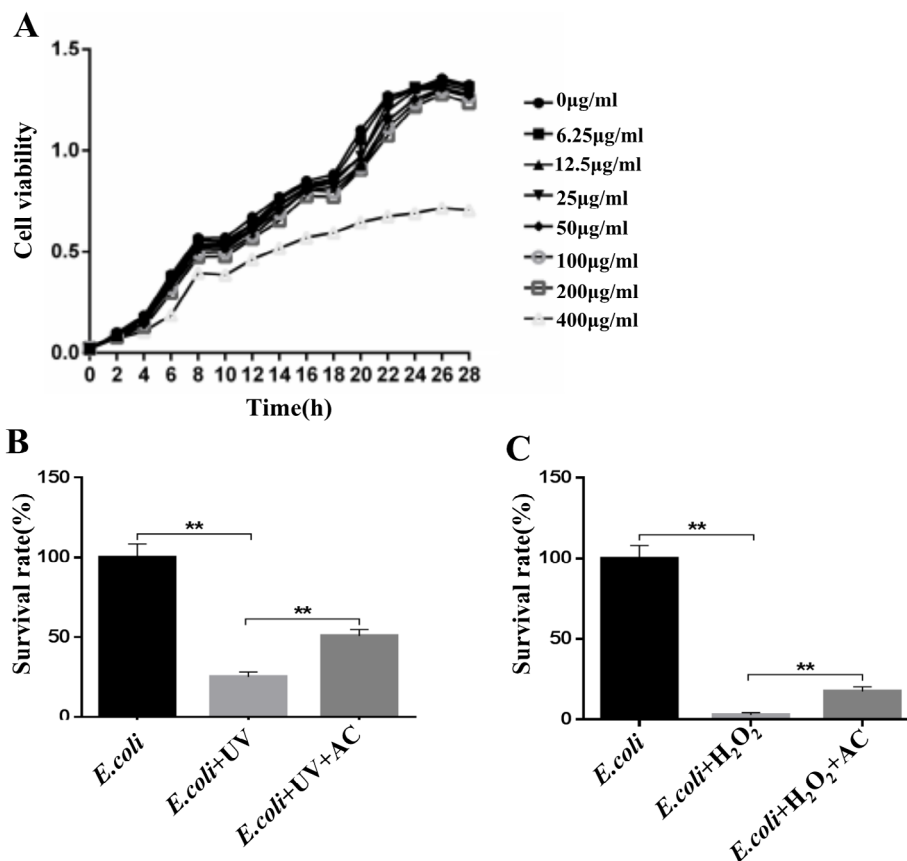 A
1.5
1.0
0.5
0.0
Cell viability
0 2 4 6 8 10 12 14 16 18 20 22 24 26 28
Time(h)
0μg/ml
6.25μg/ml
12.5μg/ml
25μg/ml
50μg/ml
100μg/ml
200μg/ml
400μg/ml
B
150
100
50
0
Survival rate(%)
**
**
E.coli
E.coli+UV
E.coli+UV+AC
C
150
100
50
0
Survival rate(%)
**
**
E.coli
E.coli+H₂O₂
E.coli+H₂O₂+AC